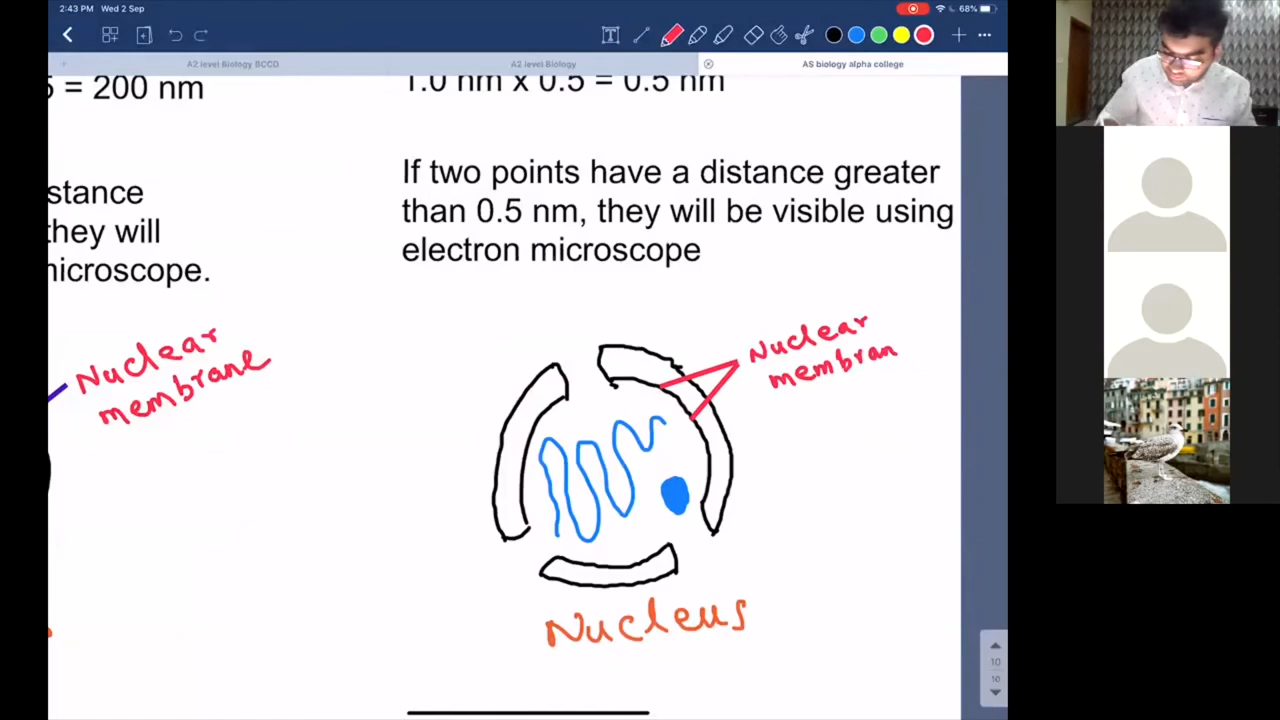 2:43 PM Wed 2 Sep
68%
A2 level Biology BCCD
A2 level Biology
AS biology alpha college
5 = 200 nm
1.0 nm x 0.5 = 0.5 nm
stance
they will
microscope.
If two points have a distance greater
than 0.5 nm, they will be visible using
electron microscope
Nuclear
membrane
Nuclear
membran
Nucleus
10
10